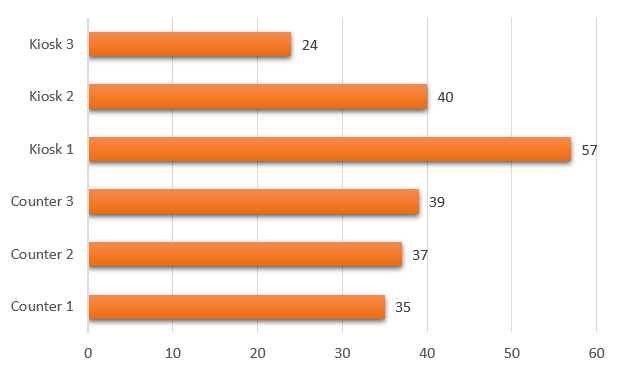 Kiosk 3 24
Kiosk 2 40
Kiosk 1 57
Counter 3 39
Counter 2 37
Counter 1 35
0 10 20 30 40 50 60